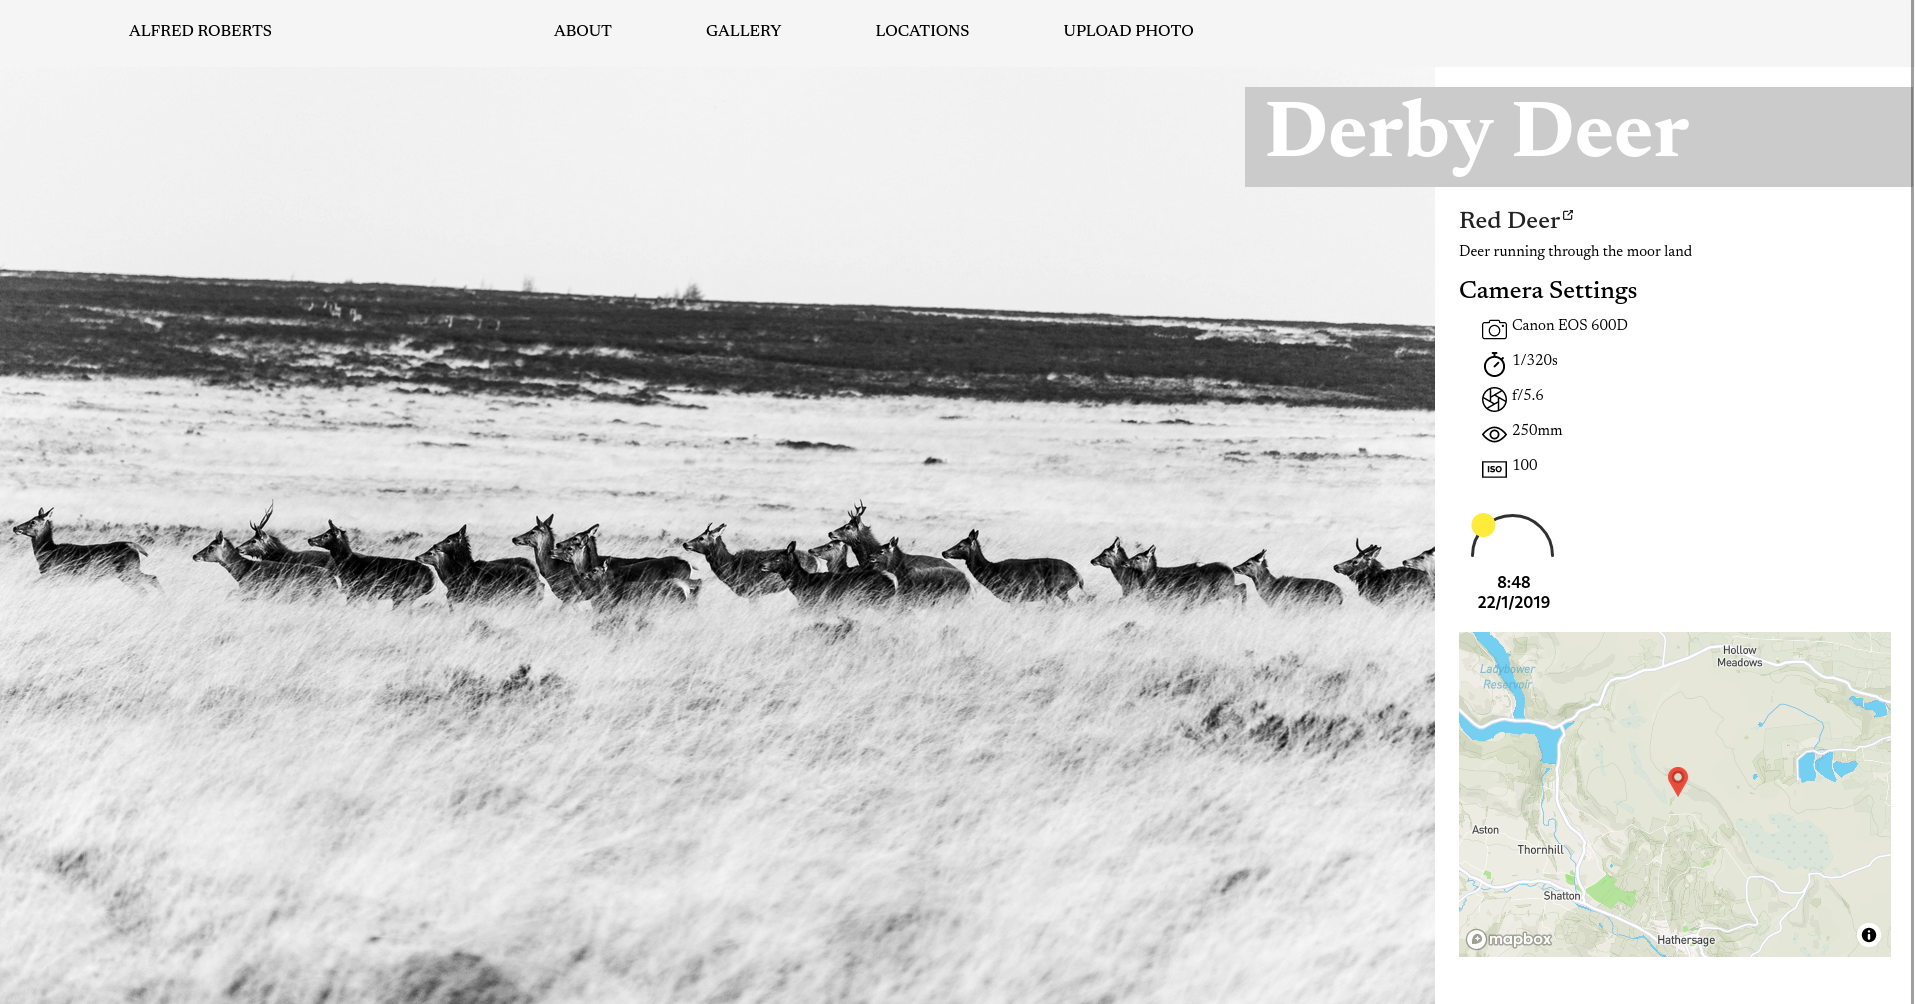 ALFRED ROBERTS
ABOUT
GALLERY
LOCATIONS
UPLOAD PHOTO
Derby Deer
Red Deer
Deer running through the moor land
Camera Settings
Canon EOS 600D
1/320s
f/5.6
250mm
ISO
100
8:48
22/1/2019
Hollow
Meadows
Ladybower
Reservoir
Aston
Thornhill
Shatton
Hathersage
mapbox